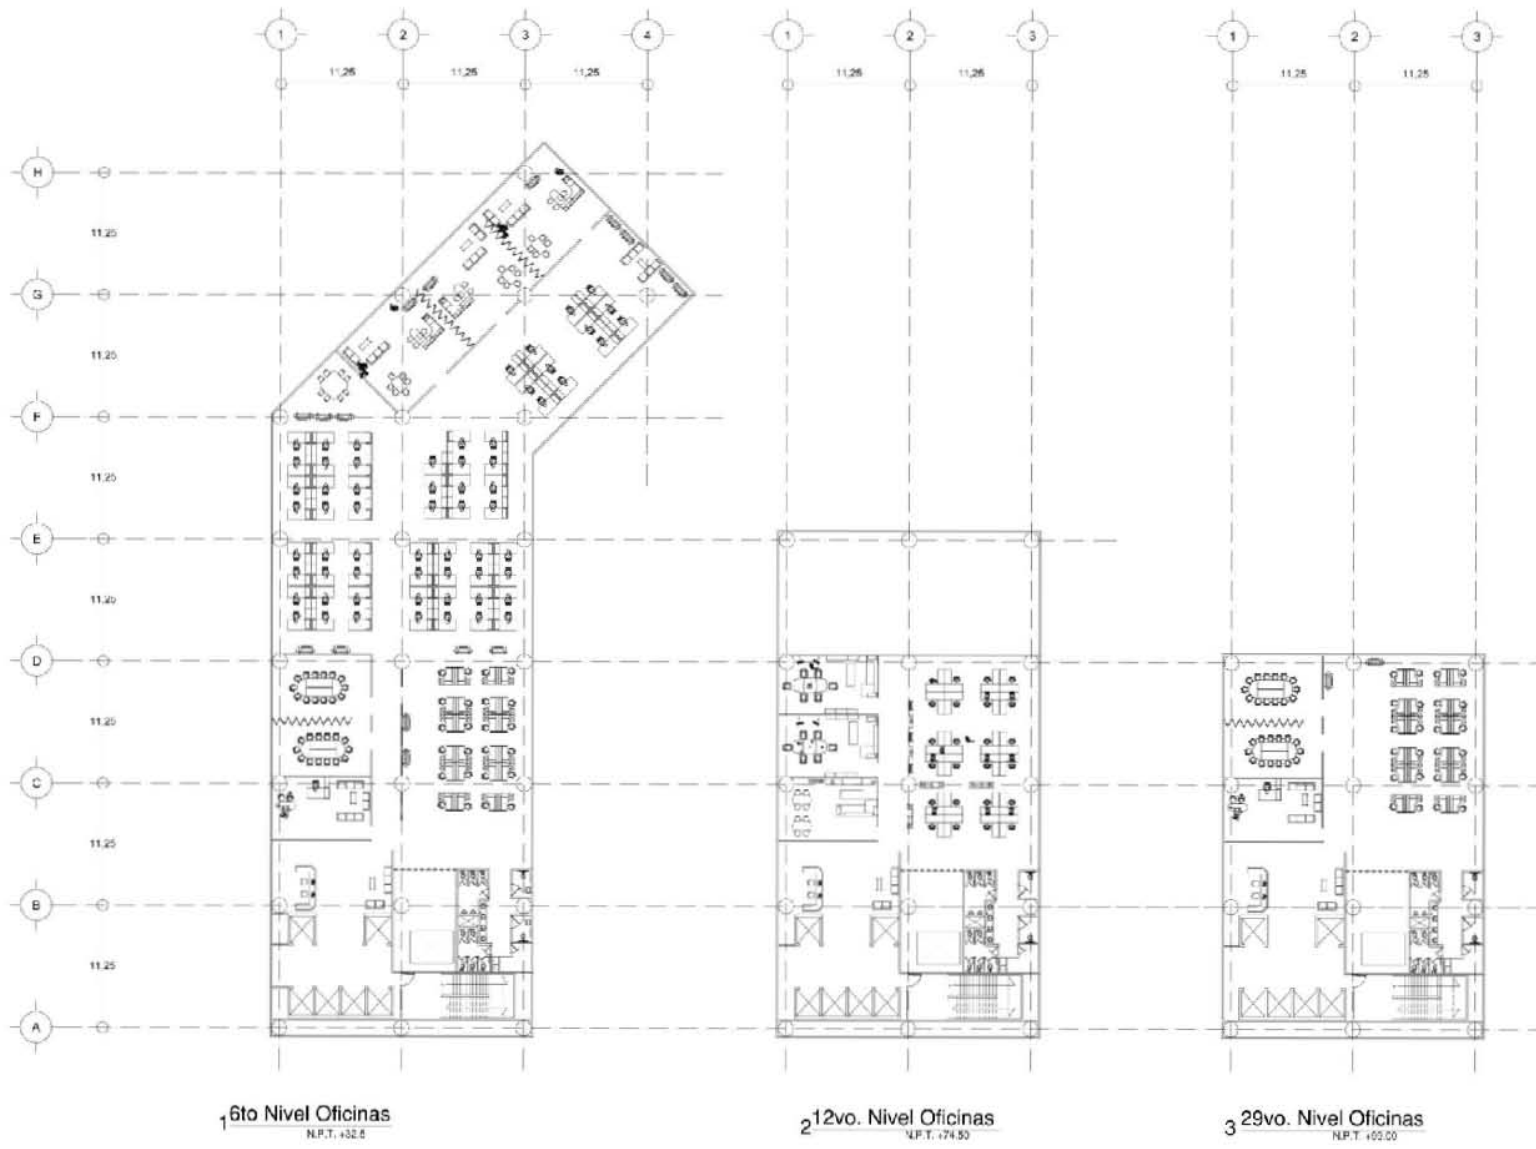 1 2 3 4 1 2 3 1 2 3
11,25 11,25 11,25 11,25 11,25 11,25 11,25
H
11,25
G
11,25
F
11,25
E
11,25
D
11,25
C
11,25
B
11,25
A
1 6to Nivel Oficinas
2 12vo. Nivel Oficinas
3 29vo. Nivel Oficinas
N.P.T. N.P.T. +74.50 N.P.T.